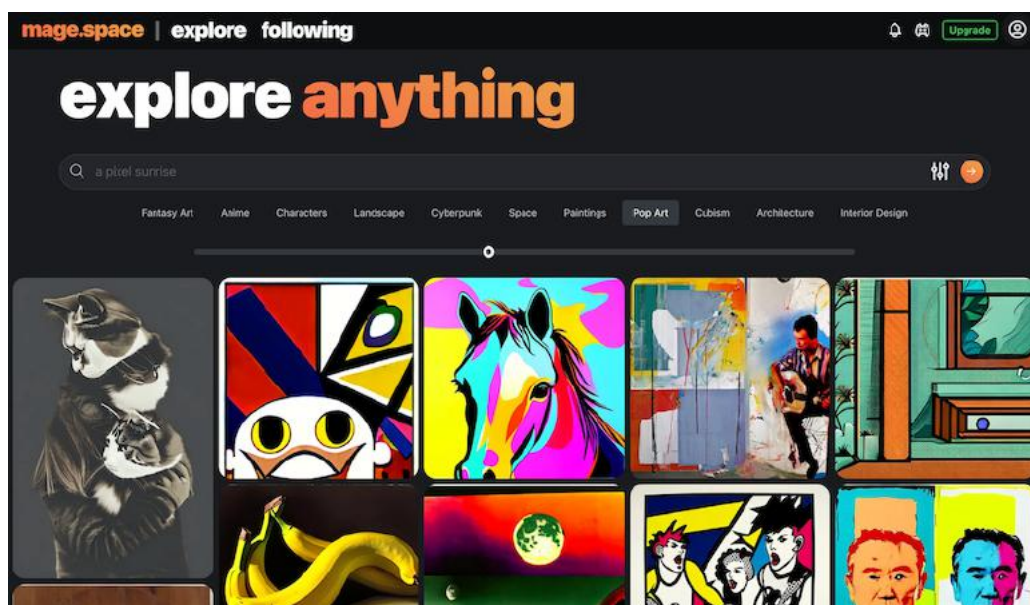 mage.space | explore following Upgrade
explore anything
a pixel sunrise
Fantasy Art Anime Characters Landscape Cyberpunk Space Paintings Pop Art Cubism Architecture Interior Design